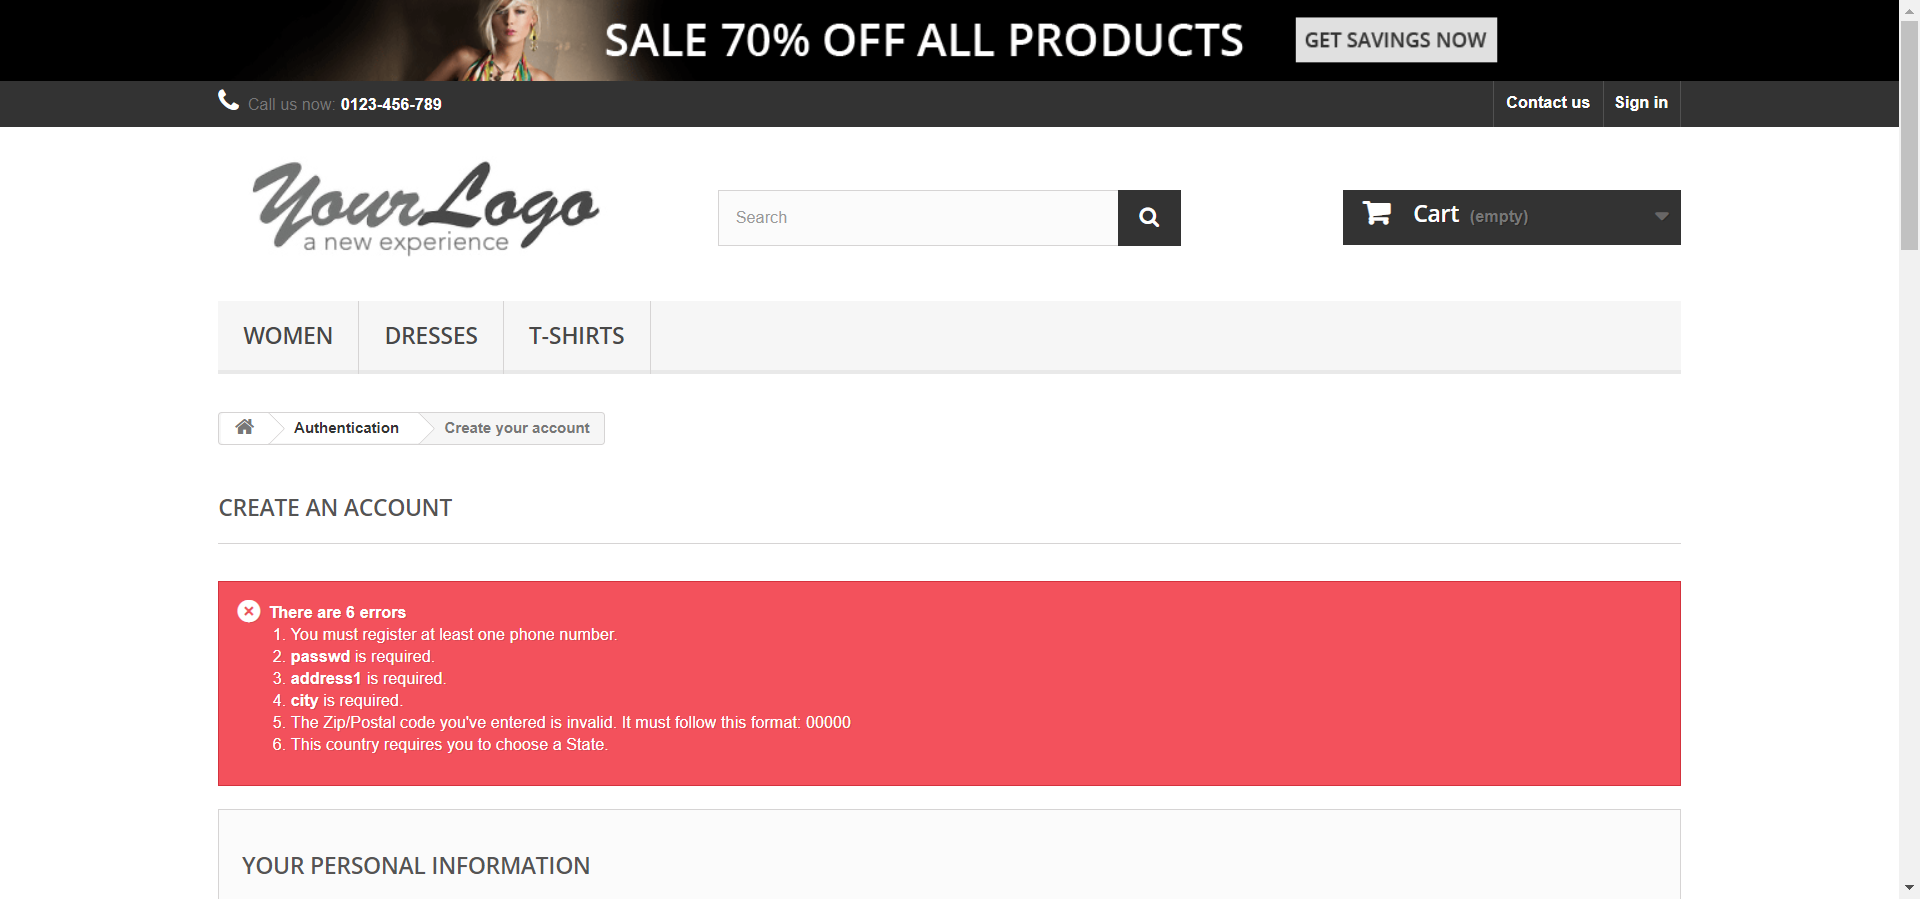 SALE 70% OFF ALL PRODUCTS GET SAVINGS NOW
Call us now: 0123-456-789 Contact us Sign in
YourLogo
a new experience
Search
Cart (empty)
WOMEN DRESSES T-SHIRTS
Authentication Create your account
CREATE AN ACCOUNT
There are 6 errors
1. You must register at least one phone number.
2. passwd is required.
3. address1 is required.
4. city is required.
5. The Zip/Postal code you've entered is invalid. It must follow this format: 00000
6. This country requires you to choose a State.
YOUR PERSONAL INFORMATION